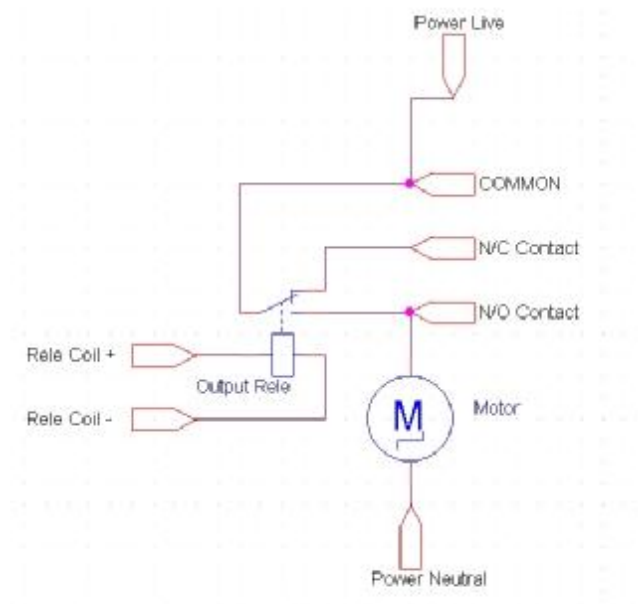 Power Live
COMMON
N/C Contact
N/O Contact
Rele Coil +
Output Rele
Rele Coil -
M
Motor
Power Neutral